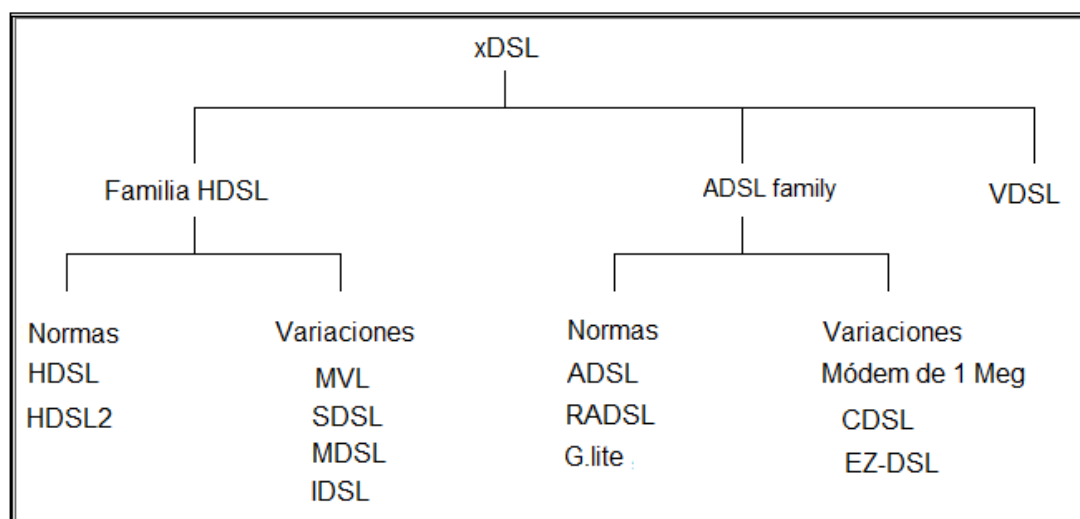 xDSL
Familia HDSL
ADSL family
VDSL
Normas
HDSL
HDSL2
Variaciones
MVL
SDSL
MDSL
IDSL
Normas
ADSL
RADSL
G.lite
Variaciones
Módem de 1 Meg
CDSL
EZ-DSL